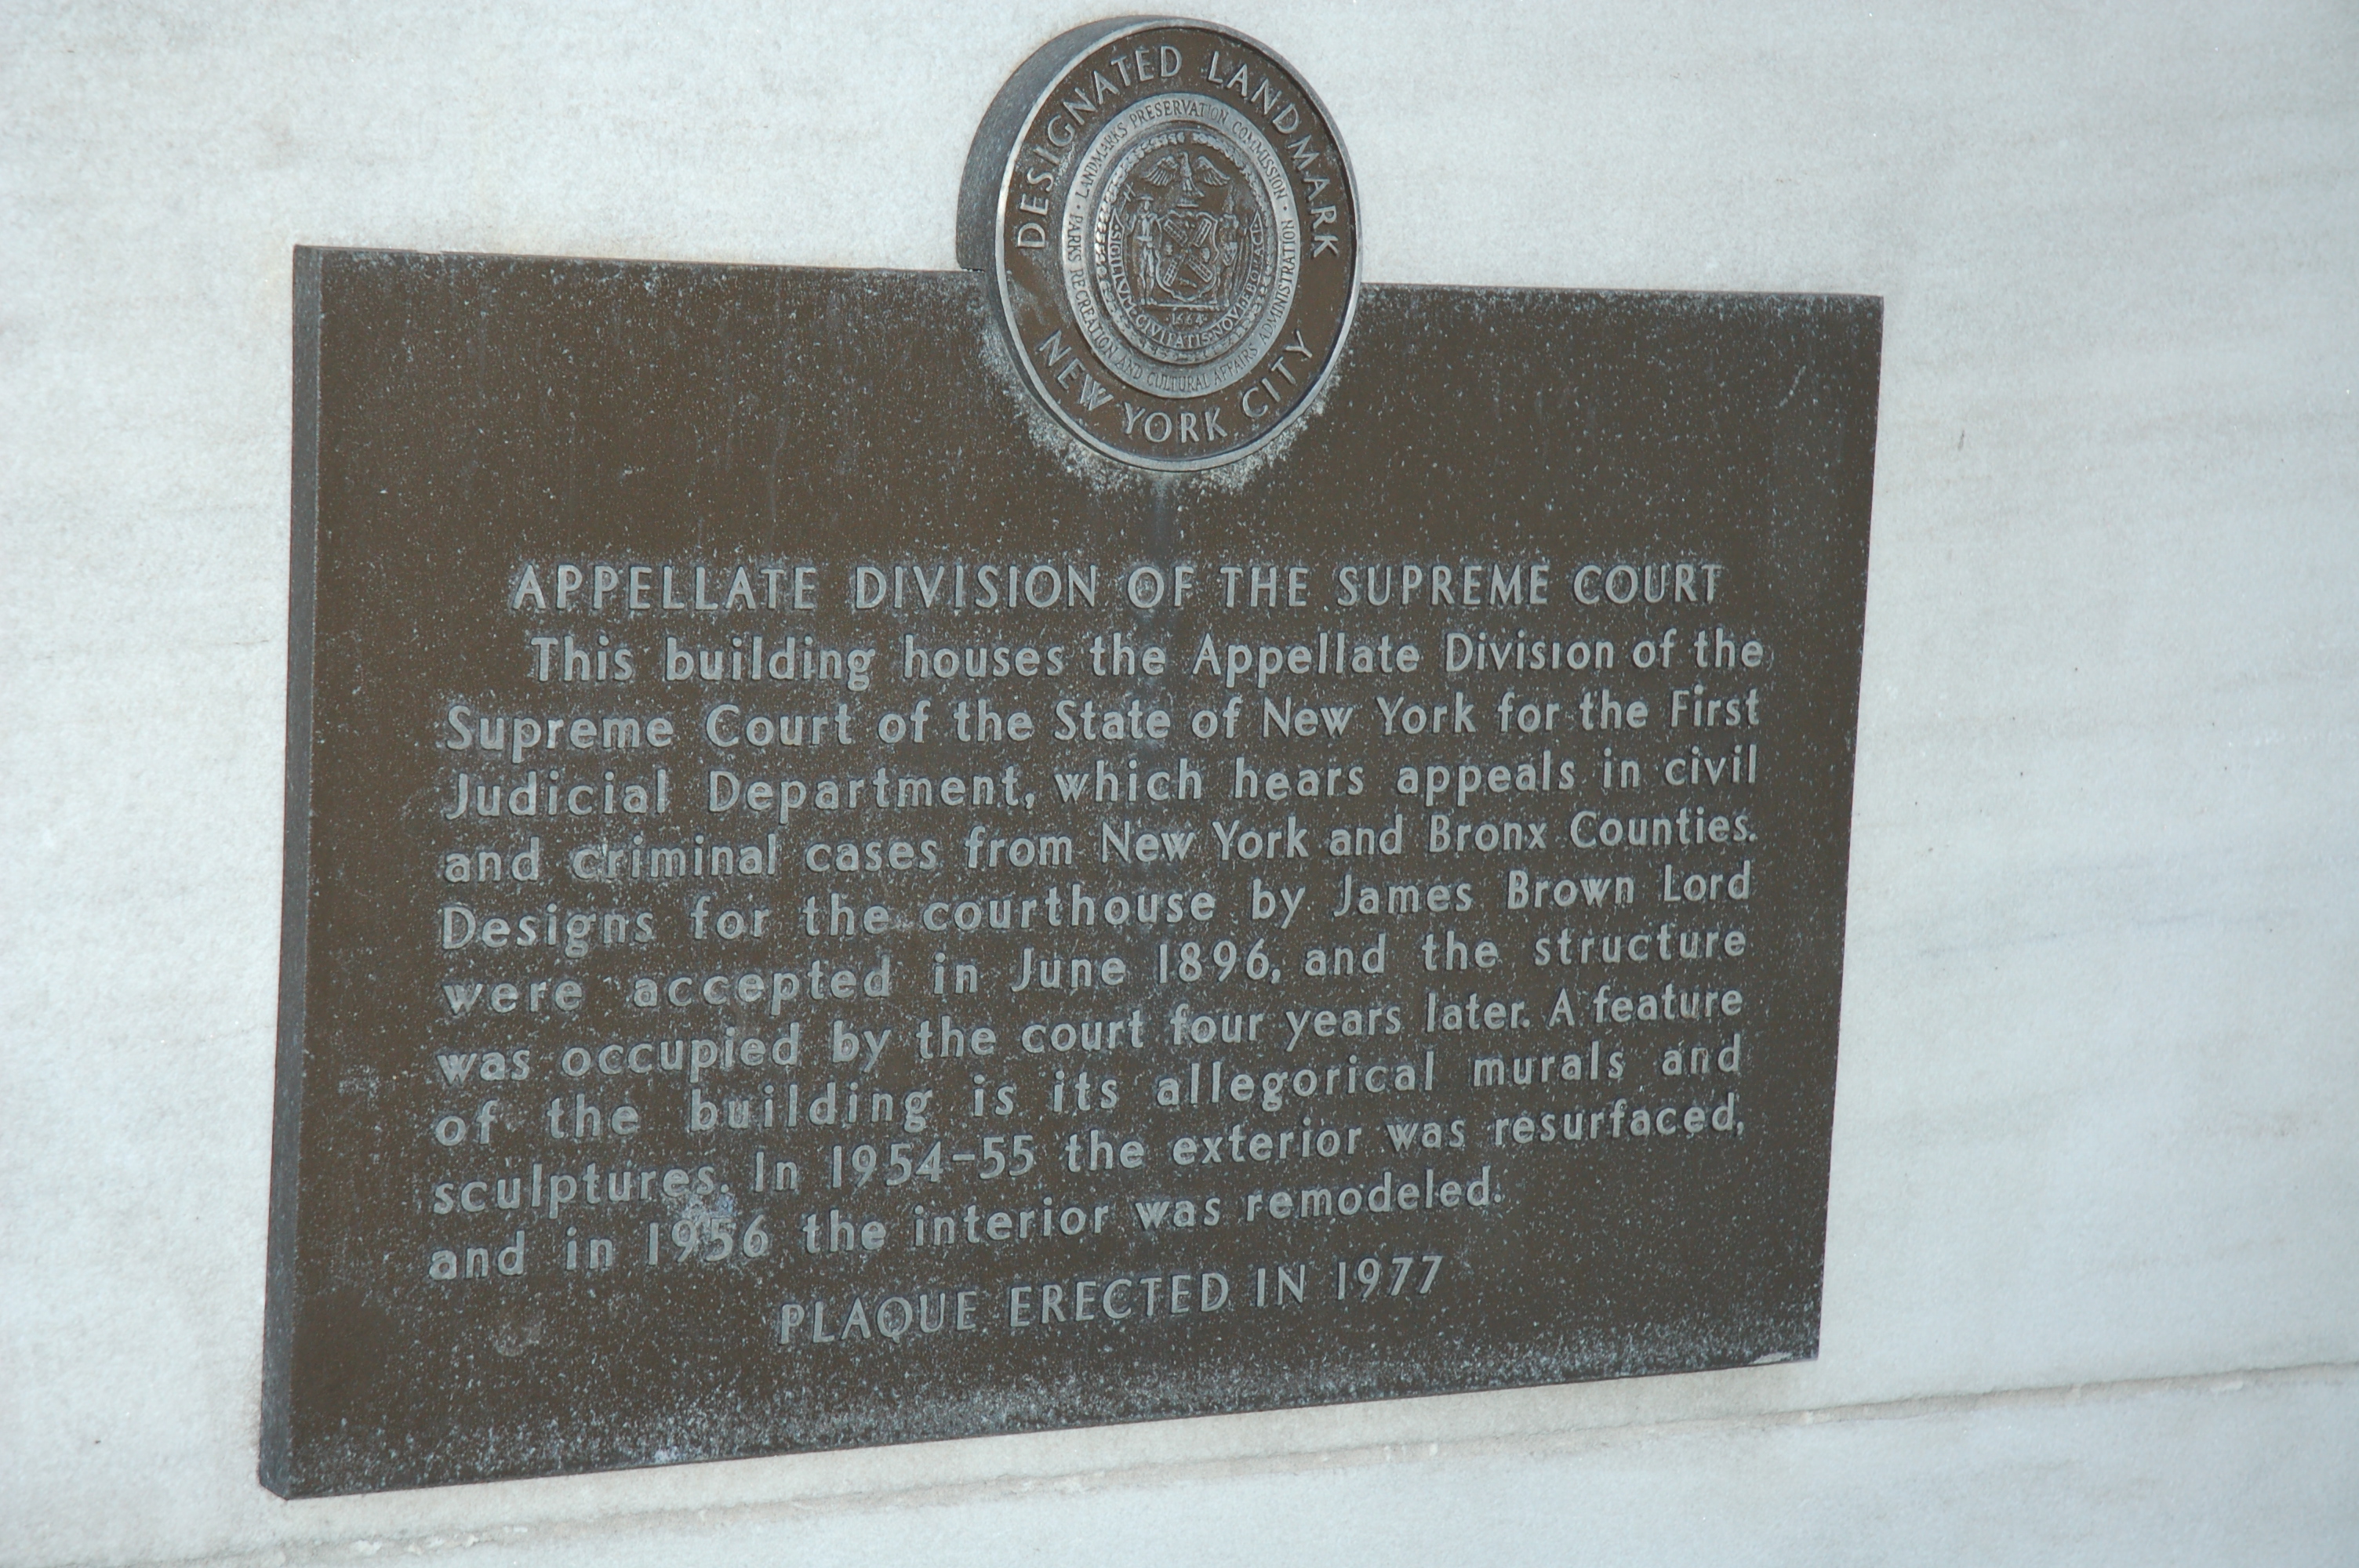 DESIGNATED LANDMARK
LANDMARKS PRESERVATION COMMISSION ·
PARKS RECREATION AND CULTURAL AFFAIRS ADMINISTRATION ·
SIGILLVM·CIVITATIS·NOVI·EBORACI
1664
NEW YORK CITY
APPELLATE DIVISION OF THE SUPREME COURT
This building houses the Appellate Division of the
Supreme Court of the State of New York for the First
Judicial Department, which hears appeals in civil
and criminal cases from New York and Bronx Counties.
Designs for the courthouse by James Brown Lord
were accepted in June 1896, and the structure
was occupied by the court four years later. A feature
of the building is its allegorical murals and
sculptures. In 1954-55 the exterior was resurfaced,
and in 1956 the interior was remodeled.
PLAQUE ERECTED IN 1977